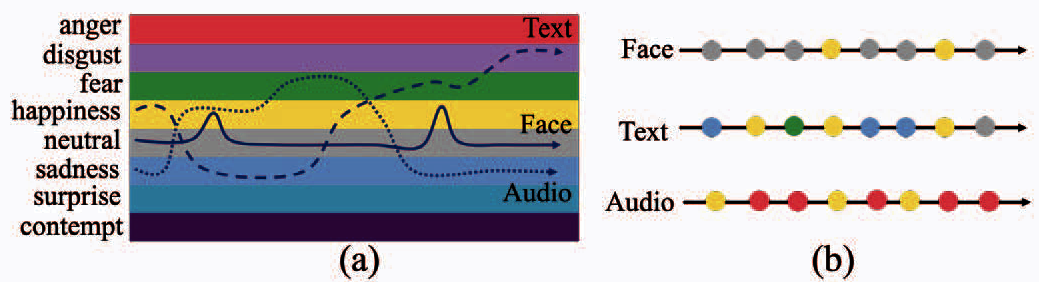 anger
disgust
fear
happiness
neutral
sadness
surprise
contempt
Text
Face
Audio
(a)
Face
Text
Audio
(b)